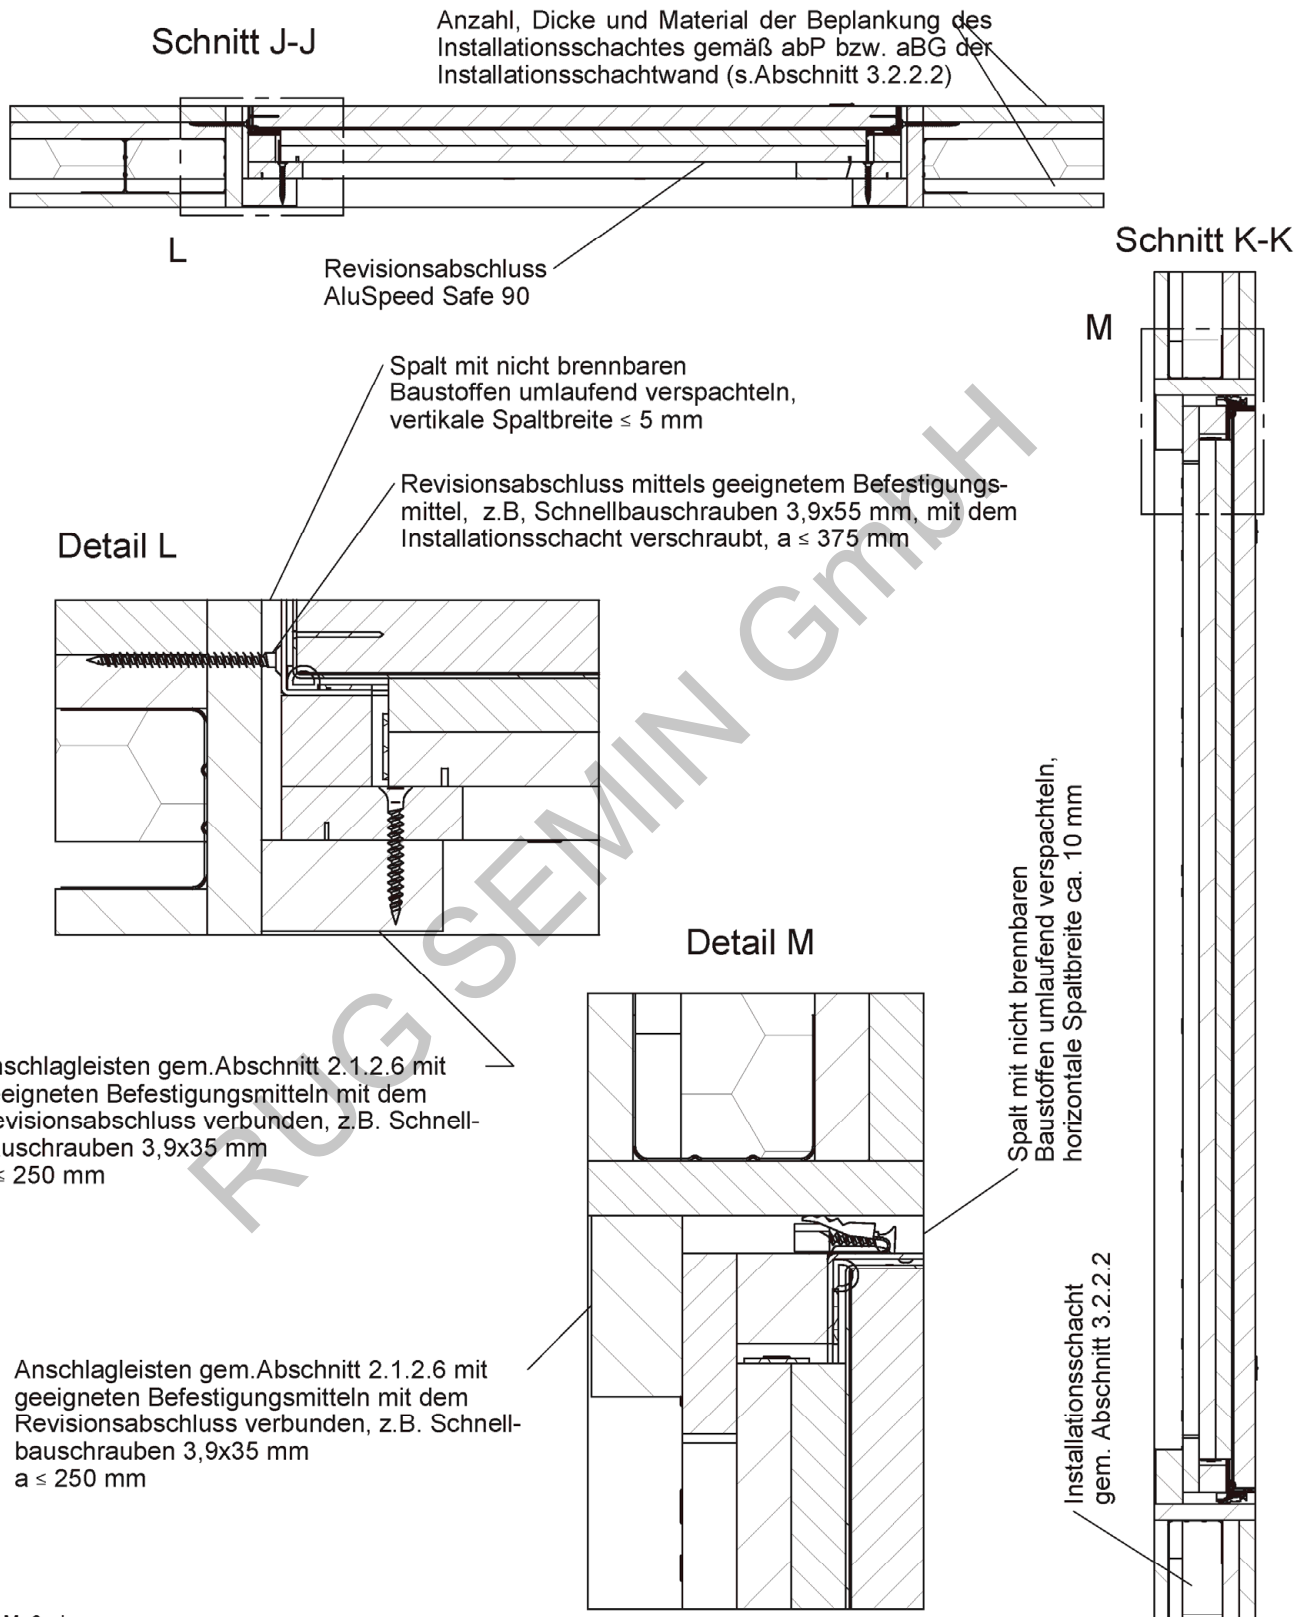 Schnitt J-J
Anzahl, Dicke und Material der Beplankung des
Installationsschachtes gemäß abP bzw. aBG der
Installationsschachtwand (s.Abschnitt 3.2.2.2)
L
Revisionsabschluss
AluSpeed Safe 90
Schnitt K-K
M
Spalt mit nicht brennbaren
Baustoffen umlaufend verspachteln,
vertikale Spaltbreite ≤ 5 mm
Revisionsabschluss mittels geeignetem Befestigungs-
mittel, z.B, Schnellbauschrauben 3,9x55 mm, mit dem
Installationsschacht verschraubt, a ≤ 375 mm
Detail L
RUG SEMIN GmbH
Detail M
Spalt mit nicht brennbaren
Baustoffen umlaufend verspachteln,
horizontale Spaltbreite ca. 10 mm
nschlagleisten gem.Abschnitt 2.1.2.6 mit
eeigneten Befestigungsmitteln mit dem
evisionsabschluss verbunden, z.B. Schnell-
uschrauben 3,9x35 mm
≤ 250 mm
Anschlagleisten gem.Abschnitt 2.1.2.6 mit
geeigneten Befestigungsmitteln mit dem
Revisionsabschluss verbunden, z.B. Schnell-
bauschrauben 3,9x35 mm
a ≤ 250 mm
Installationsschacht
gem. Abschnitt 3.2.2.2